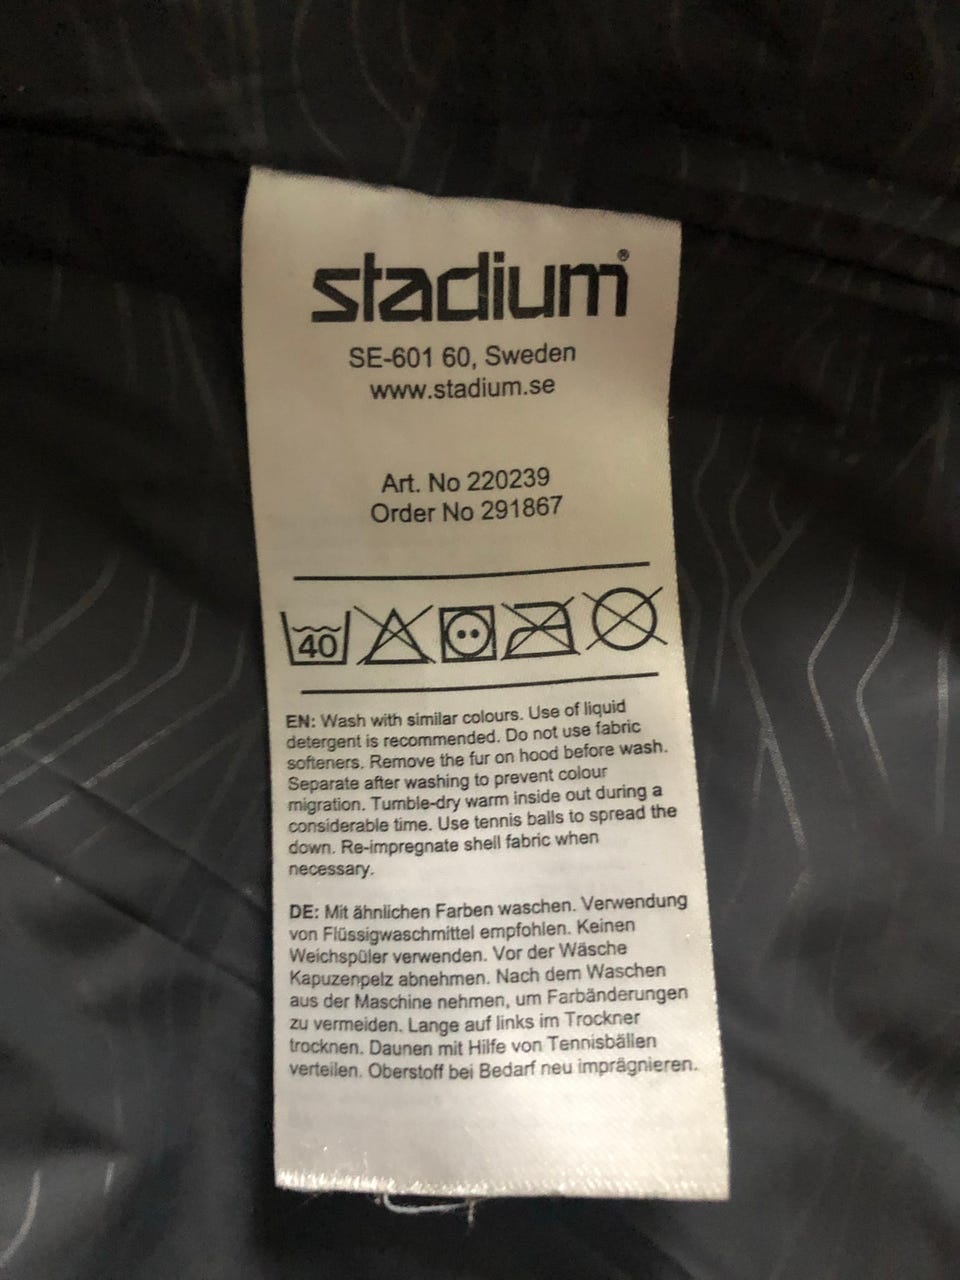 stadium®
SE-601 60, Sweden
www.stadium.se
Art. No 220239
Order No 291867
40
EN: Wash with similar colours. Use of liquid
detergent is recommended. Do not use fabric
softeners. Remove the fur on hood before wash.
Separate after washing to prevent colour
migration. Tumble-dry warm inside out during a
considerable time. Use tennis balls to spread the
down. Re-impregnate shell fabric when
necessary.
DE: Mit ähnlichen Farben waschen. Verwendung
von Flüssigwaschmittel empfohlen. Keinen
Weichspüler verwenden. Vor der Wäsche
Kapuzenpelz abnehmen. Nach dem Waschen
aus der Maschine nehmen, um Farbänderungen
zu vermeiden. Lange auf links im Trockner
trocknen. Daunen mit Hilfe von Tennisbällen
verteilen. Oberstoff bei Bedarf neu imprägnieren.